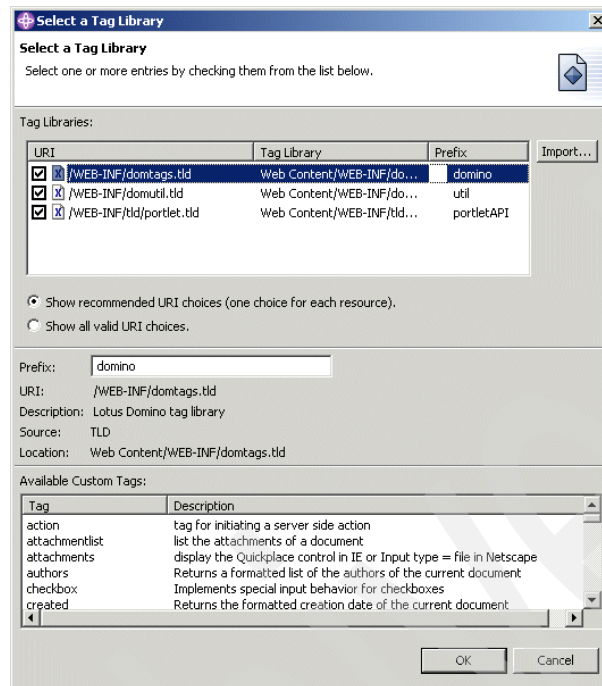 Select a Tag Library
Select a Tag Library
Select one or more entries by checking them from the list below.
Tag Libraries:
URI Tag Library Prefix
/WEB-INF/domtags.tld Web Content/WEB-INF/do... domino
/WEB-INF/domutil.tld Web Content/WEB-INF/do... util
/WEB-INF/tld/portlet.tld Web Content/WEB-INF/tld... portletAPI
Import...
Show recommended URI choices (one choice for each resource).
Show all valid URI choices.
Prefix: domino
URI: /WEB-INF/domtags.tld
Description: Lotus Domino tag library
Source: TLD
Location: Web Content/WEB-INF/domtags.tld
Available Custom Tags:
Tag Description
action tag for initiating a server side action
attachmentlist list the attachments of a document
attachments display the Quickplace control in IE or Input type = file in Netscape
authors Returns a formatted list of the authors of the current document
checkbox Implements special input behavior for checkboxes
created Returns the formatted creation date of the current document
OK Cancel